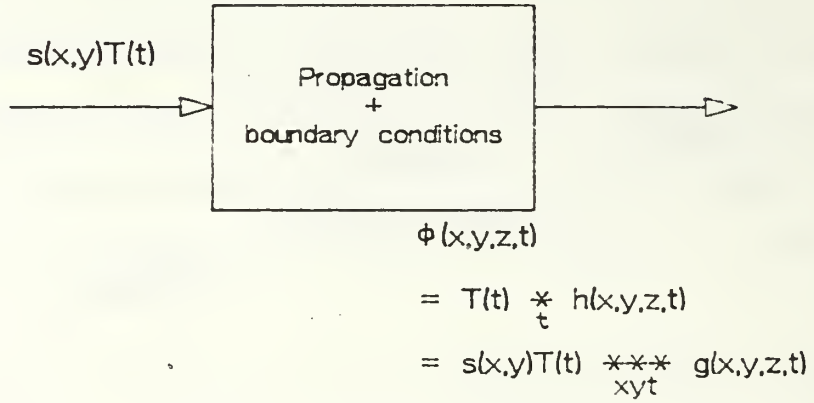 s(x,y)T(t)
Propagation
+
boundary conditions
ϕ(x,y,z,t)
= T(t) * h(x,y,z,t)
t
= s(x,y)T(t) *** g(x,y,z,t)
xyt